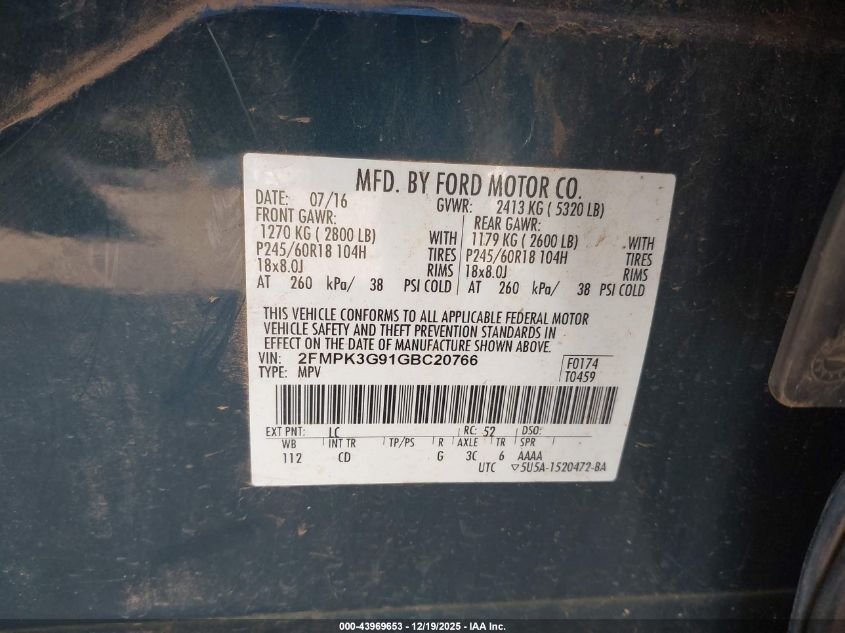 MFD. BY FORD MOTOR CO.
DATE: 07/16 GVWR: 2413 KG ( 5320 LB)
FRONT GAWR: REAR GAWR:
1270 KG ( 2800 LB) WITH 1179 KG ( 2600 LB) WITH
P245/60R18 104H TIRES P245/60R18 104H TIRES
18x8.0J RIMS 18x8.0J RIMS
AT 260 kPa/ 38 PSI COLD AT 260 kPa/ 38 PSI COLD
THIS VEHICLE CONFORMS TO ALL APPLICABLE FEDERAL MOTOR
VEHICLE SAFETY AND THEFT PREVENTION STANDARDS IN
EFFECT ON THE DATE OF MANUFACTURE SHOWN ABOVE.
VIN: 2FMPK3G91GBC20766 F0174
TYPE: MPV T0459
EXT PNT: LC RC: 52 DSO:
WB INT TR TP/PS R AXLE TR SPR
112 CD G 3C 6 AAAA
UTC ▽5U5A-1520472-BA
000-43969653 - 12/19/2025 - IAA Inc.